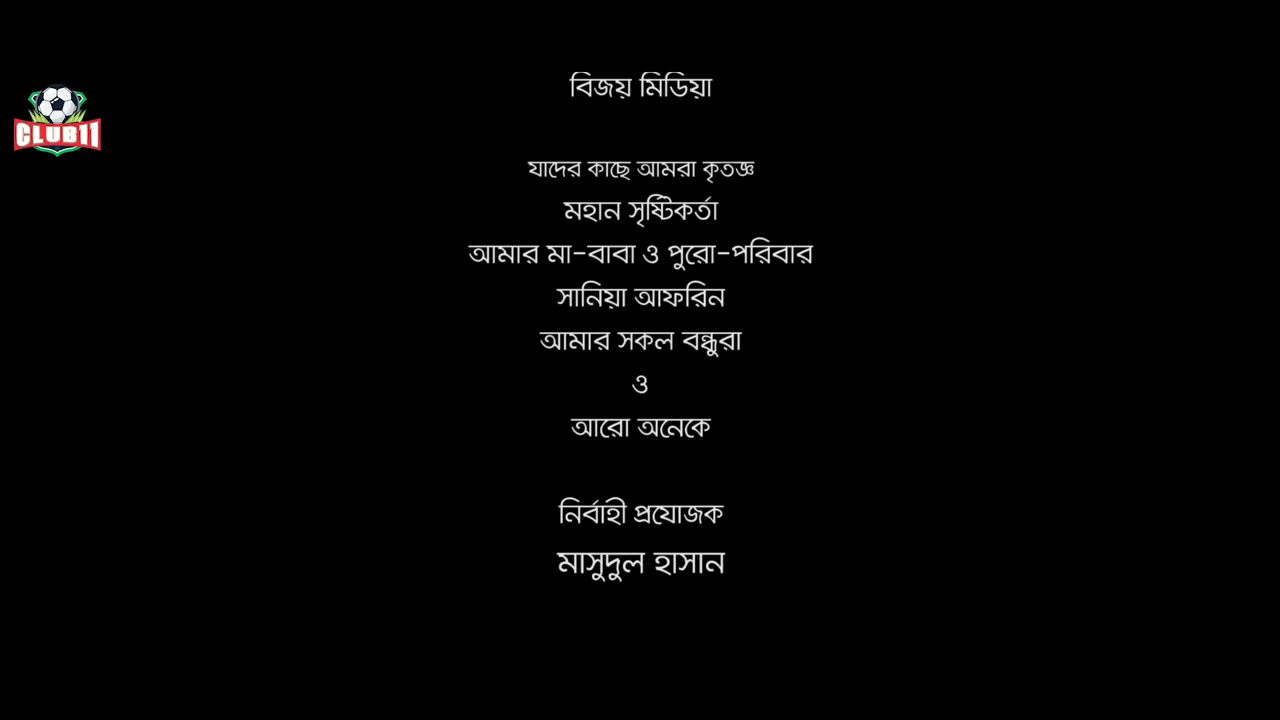 বিজয় মিডিয়া
CLUB11
যাদের কাছে আমরা কৃতজ্ঞ
মহান সৃষ্টিকর্তা
আমার মা-বাবা ও পুরো-পরিবার
সানিয়া আফরিন
আমার সকল বন্ধুরা
ও
আরো অনেকে
নির্বাহী প্রযোজক
মাসুদুল হাসান